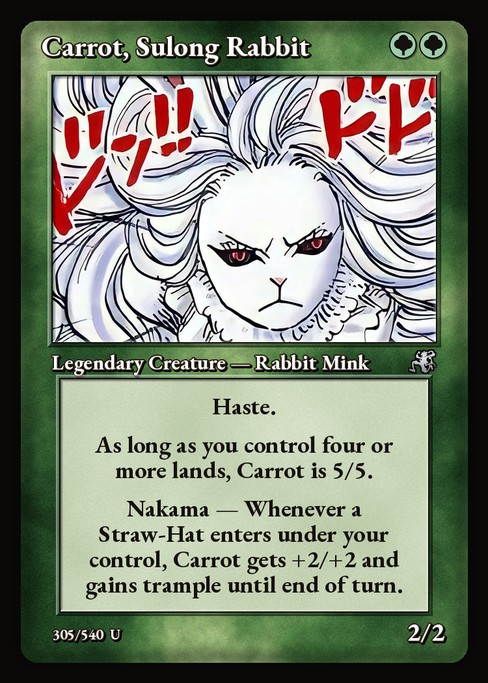 Carrot, Sulong Rabbit
ドン!!
ドド
Legendary Creature — Rabbit Mink
Haste.
As long as you control four or
more lands, Carrot is 5/5.
Nakama — Whenever a
Straw-Hat enters under your
control, Carrot gets +2/+2 and
gains trample until end of turn.
305/540 U
2/2